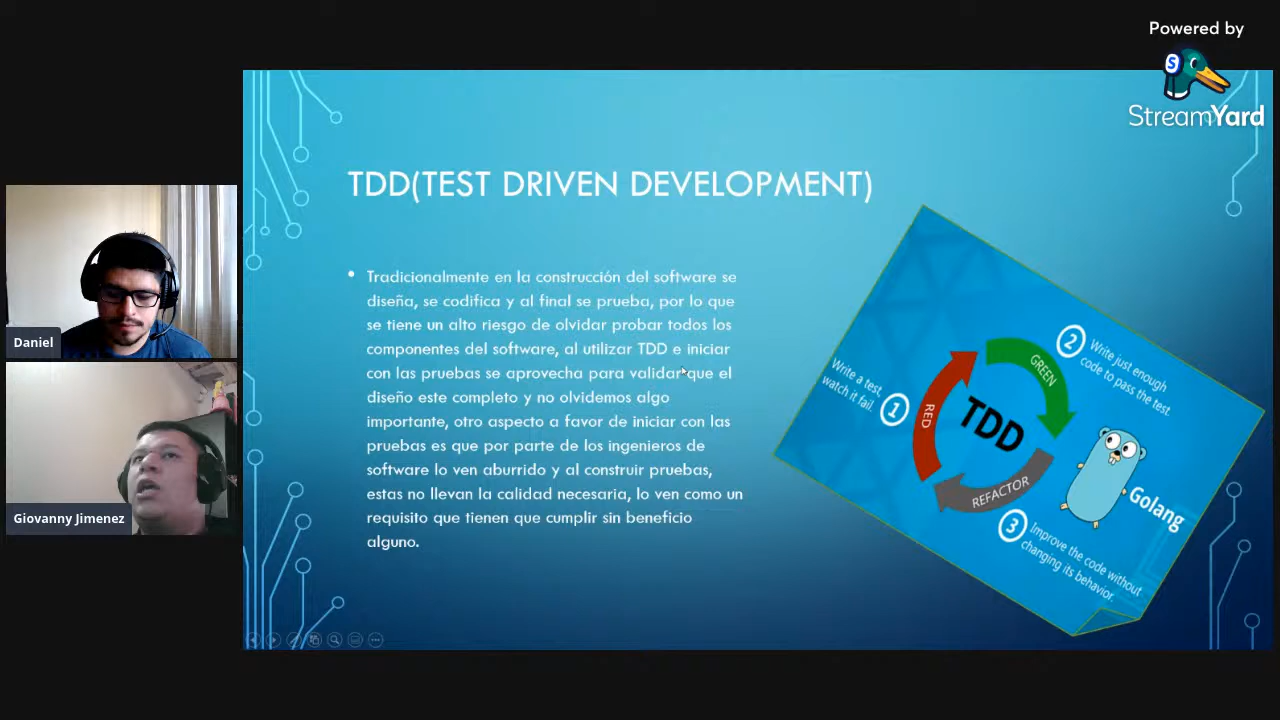 Powered by
StreamYard
TDD(TEST DRIVEN DEVELOPMENT)
• Tradicionalmente en la construcción del software se
diseña, se codifica y al final se prueba, por lo que
se tiene un alto riesgo de olvidar probar todos los
componentes del software, al utilizar TDD e iniciar
con las pruebas se aprovecha para validar que el
diseño este completo y no olvidemos algo
importante, otro aspecto a favor de iniciar con las
pruebas es que por parte de los ingenieros de
software lo ven aburrido y al construir pruebas,
estas no llevan la calidad necesaria, lo ven como un
requisito que tienen que cumplir sin beneficio
alguno.
1
Write a test,
watch it fail.
RED
2
Write just enough
code to pass the test.
GREEN
TDD
REFACTOR
3
Improve the code without
changing its behavior.
Golang
Daniel
Giovanny Jimenez
S